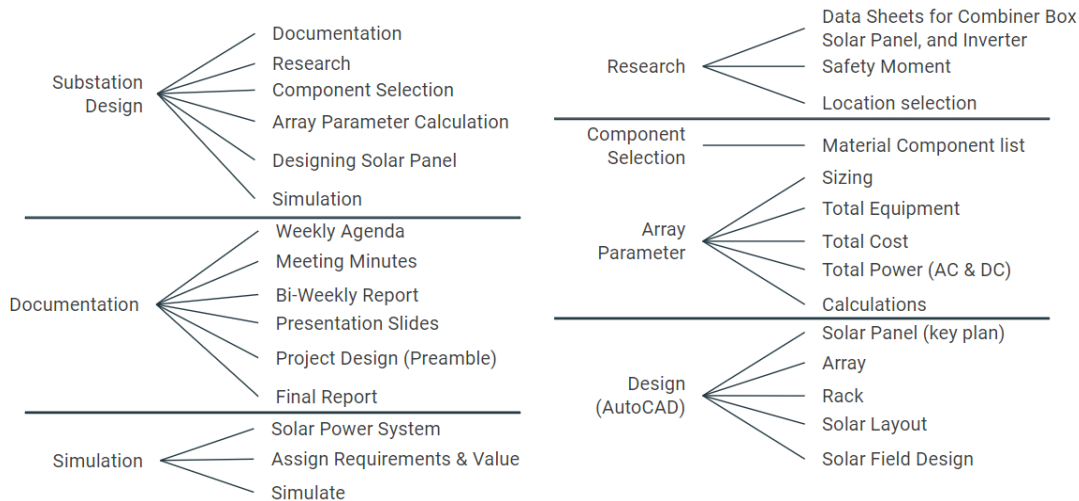 Substation
Design
Documentation
Research
Component Selection
Array Parameter Calculation
Designing Solar Panel
Simulation
Documentation
Weekly Agenda
Meeting Minutes
Bi-Weekly Report
Presentation Slides
Project Design (Preamble)
Final Report
Simulation
Solar Power System
Assign Requirements & Value
Simulate
Research
Data Sheets for Combiner Box
Solar Panel, and Inverter
Safety Moment
Location selection
Component
Selection
Material Component list
Array
Parameter
Sizing
Total Equipment
Total Cost
Total Power (AC & DC)
Calculations
Design
(AutoCAD)
Solar Panel (key plan)
Array
Rack
Solar Layout
Solar Field Design